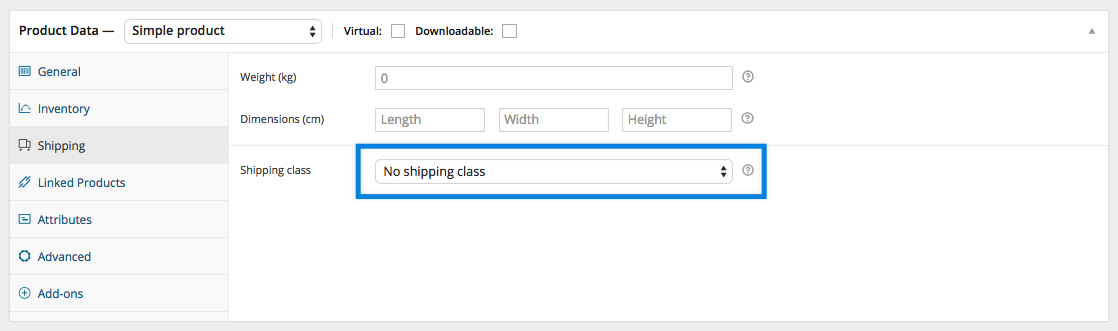 Product Data — Simple product Virtual: Downloadable:
General
Inventory
Shipping
Linked Products
Attributes
Advanced
Add-ons
Weight (kg) 0
Dimensions (cm) Length Width Height
Shipping class No shipping class